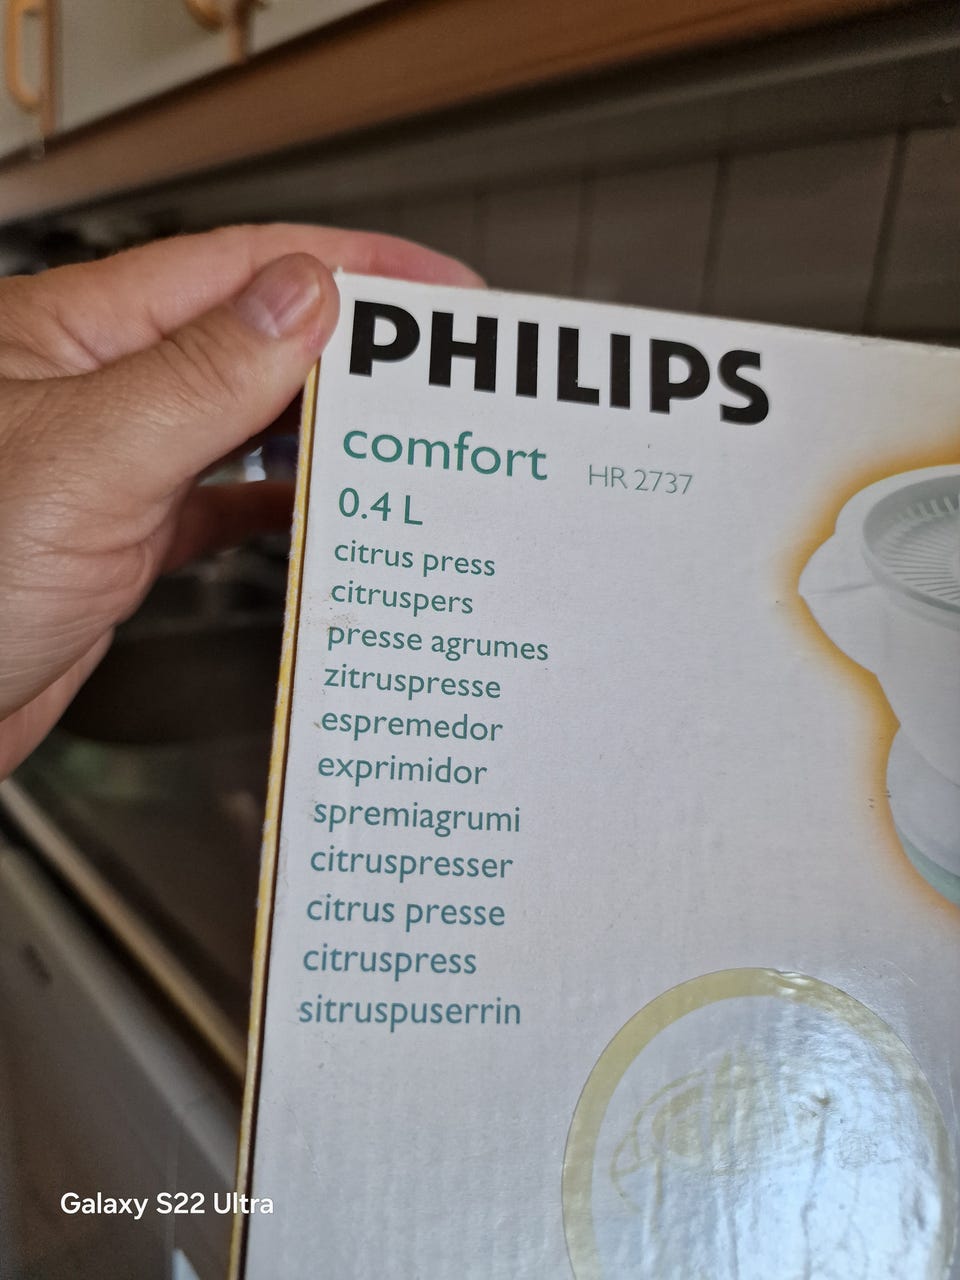 PHILIPS
comfort HR 2737
0.4 L
citrus press
citruspers
presse agrumes
zitruspresse
espremedor
exprimidor
spremiagrumi
citruspresser
citrus presse
citruspress
sitruspuserrin
Galaxy S22 Ultra